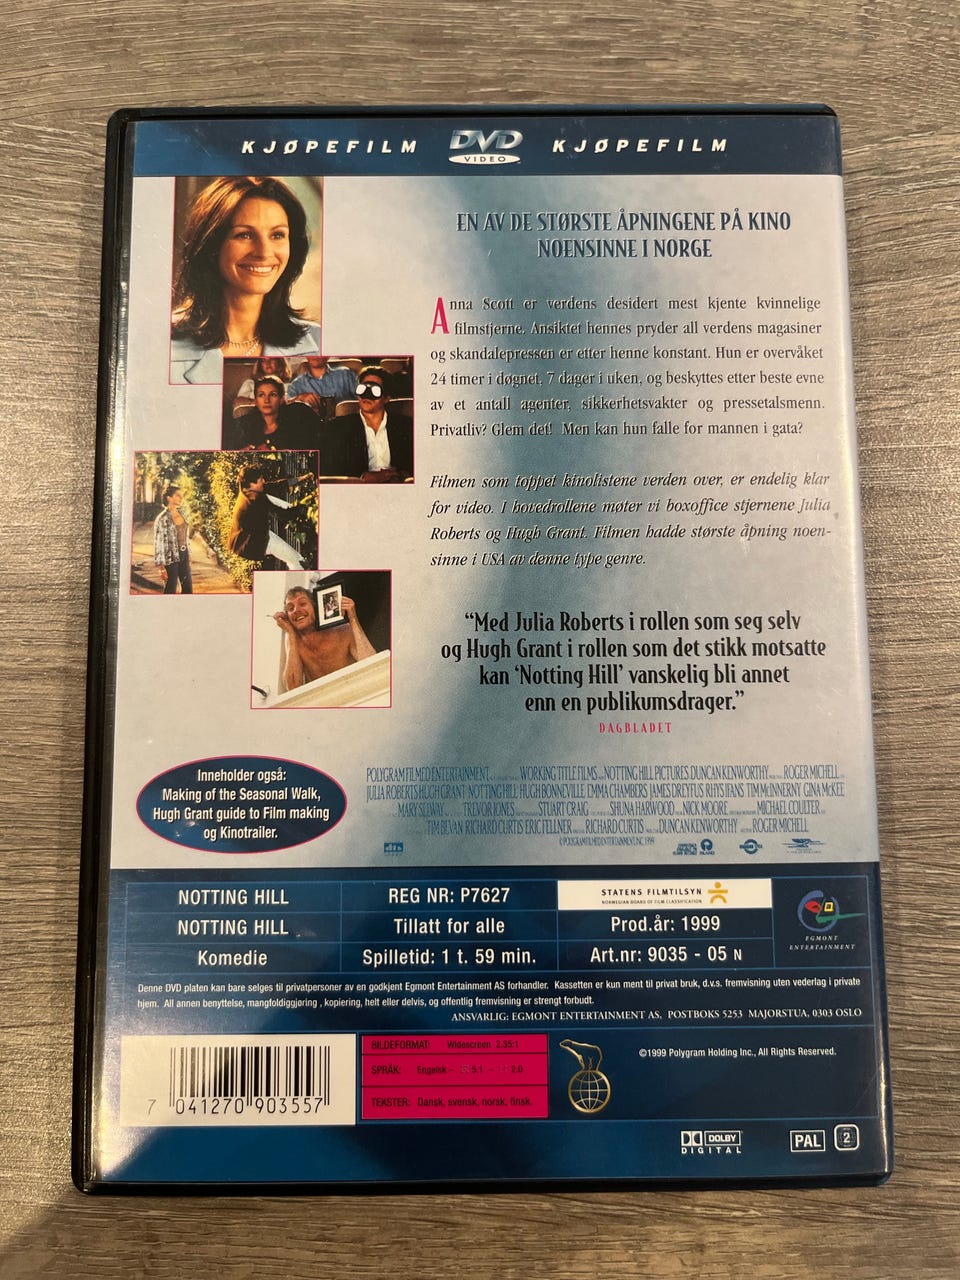 KJØPEFILM DVD VIDEO KJØPEFILM
EN AV DE STØRSTE ÅPNINGENE PÅ KINO
NOENSINNE I NORGE
Anna Scott er verdens desidert mest kjente kvinnelige
filmstjerne. Ansiktet hennes pryder all verdens magasiner
og skandalepressen er etter henne konstant. Hun er overvåket
24 timer i døgnet, 7 dager i uken, og beskyttes etter beste evne
av et antall agenter, sikkerhetsvakter og pressetalsmenn.
Privatliv? Glem det! Men kan hun falle for mannen i gata?
Filmen som toppet kinolistene verden over, er endelig klar
for video. I hovedrollene møter vi boxoffice stjernene Julia
Roberts og Hugh Grant. Filmen hadde største åpning noen-
sinne i USA av denne type genre.
“Med Julia Roberts i rollen som seg selv
og Hugh Grant i rollen som det stikk motsatte
kan ‘Notting Hill’ vanskelig bli annet
enn en publikumsdrager.”
DAGBLADET
Inneholder også:
Making of the Seasonal Walk,
Hugh Grant guide to Film making
og Kinotrailer.
POLYGRAM FILMED ENTERTAINMENT WORKING TITLE FILMS NOTTING HILL PICTURES DUNCAN KENWORTHY ROGER MICHELL
JULIA ROBERTS HUGH GRANT NOTTING HILL HUGH BONNEVILLE EMMA CHAMBERS JAMES DREYFUS RHYS IFANS TIM McINNERNY GINA McKEE
MARY SELWAY TREVOR JONES STUART CRAIG SHUNA HARWOOD NICK MOORE MICHAEL COULTER
TIM BEVAN RICHARD CURTIS ERIC FELLNER RICHARD CURTIS DUNCAN KENWORTHY ROGER MICHELL
dts
NOTTING HILL
NOTTING HILL
Komedie
REG NR: P7627
Tillatt for alle
Spilletid: 1 t. 59 min.
STATENS FILMTILSYN
NORWEGIAN BOARD OF FILM CLASSIFICATION
Prod.år: 1999
Art.nr: 9035 - 05 N
EGMONT
ENTERTAINMENT
Denne DVD platen kan bare selges til privatpersoner av en godkjent Egmont Entertainment AS forhandler. Kassetten er kun ment til privat bruk, d.v.s. fremvisning uten vederlag i private
hjem. All annen benyttelse, mangfoldiggjøring , kopiering, helt eller delvis, og offentlig fremvisning er strengt forbudt.
ANSVARLIG: EGMONT ENTERTAINMENT AS, POSTBOKS 5253 MAJORSTUA, 0303 OSLO
7 041270 903557
BILDEFORMAT: Widescreen 2.35:1
SPRÅK: Engelsk - 5.1 - 2.0
TEKSTER: Dansk, svensk, norsk, finsk.
©1999 Polygram Holding Inc., All Rights Reserved.
DOLBY
DIGITAL
PAL
2